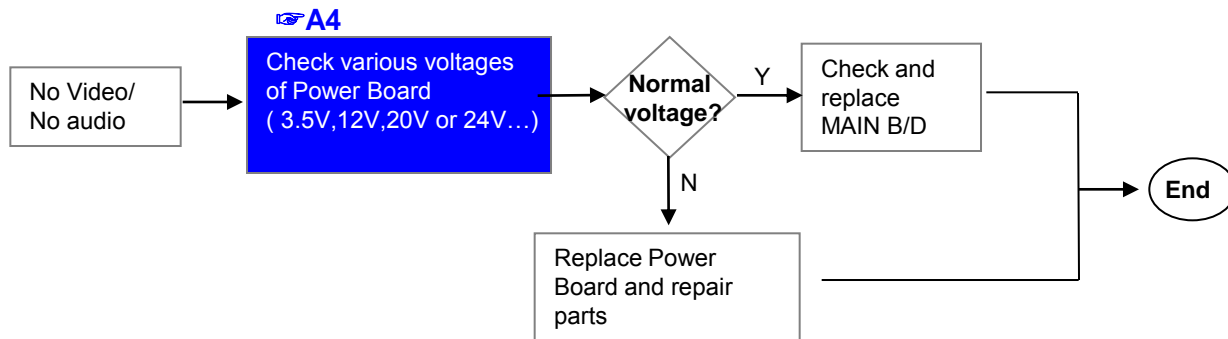 ☞A4
No Video/
No audio
Check various voltages
of Power Board
( 3.5V,12V,20V or 24V…)
Normal
voltage?
Y
Check and
replace
MAIN B/D
N
Replace Power
Board and repair
parts
End